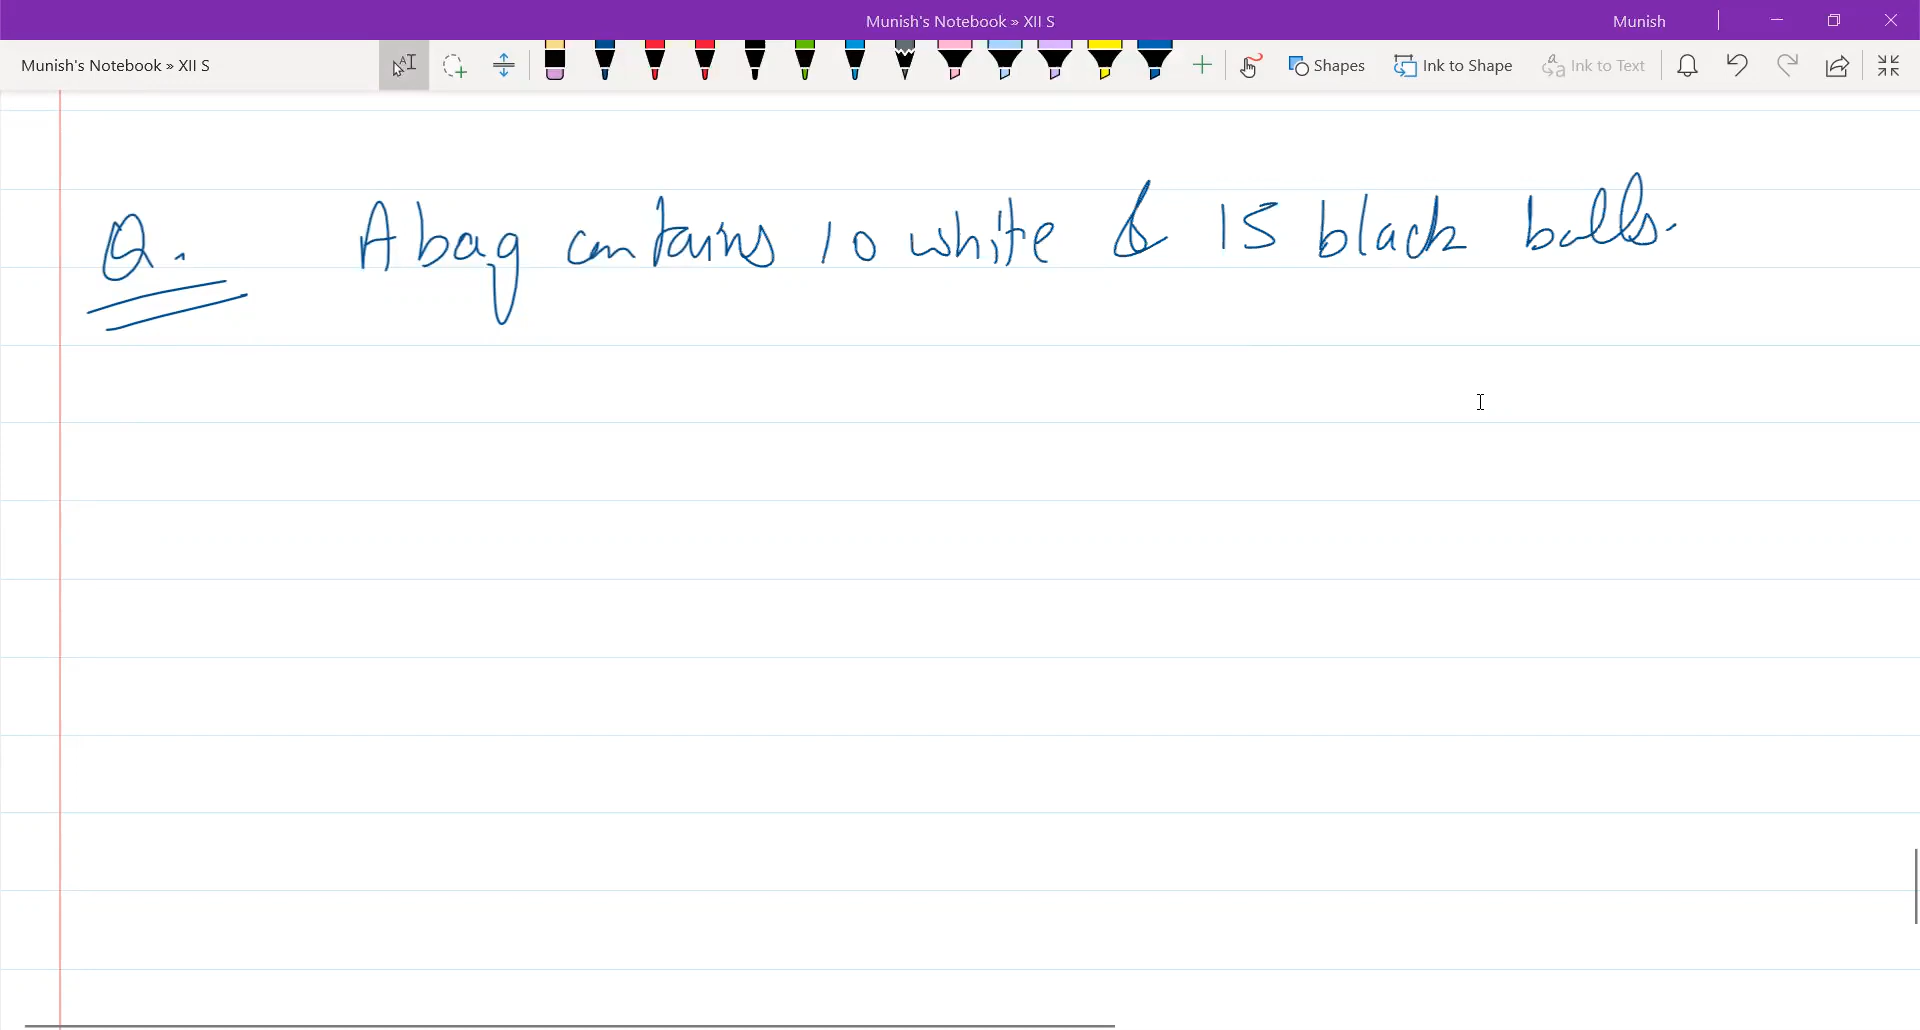 Munish's Notebook » XII S
Munish
Munish's Notebook » XII S
Shapes
Ink to Shape
Ink to Text
Q. A bag contains 10 white & 15 black balls.